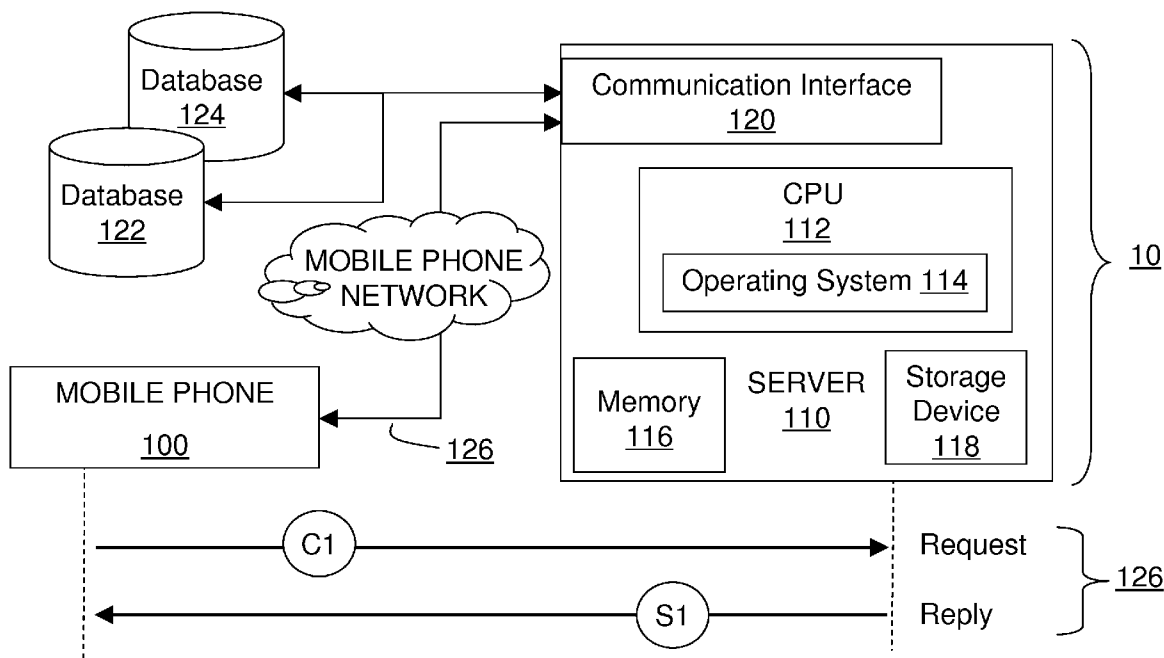 Database
124
Database
122
Communication Interface
120
CPU
112
Operating System 114
MOBILE PHONE
NETWORK
10
MOBILE PHONE
100
126
Memory
116
SERVER
110
Storage
Device
118
C1
Request
S1
Reply
126